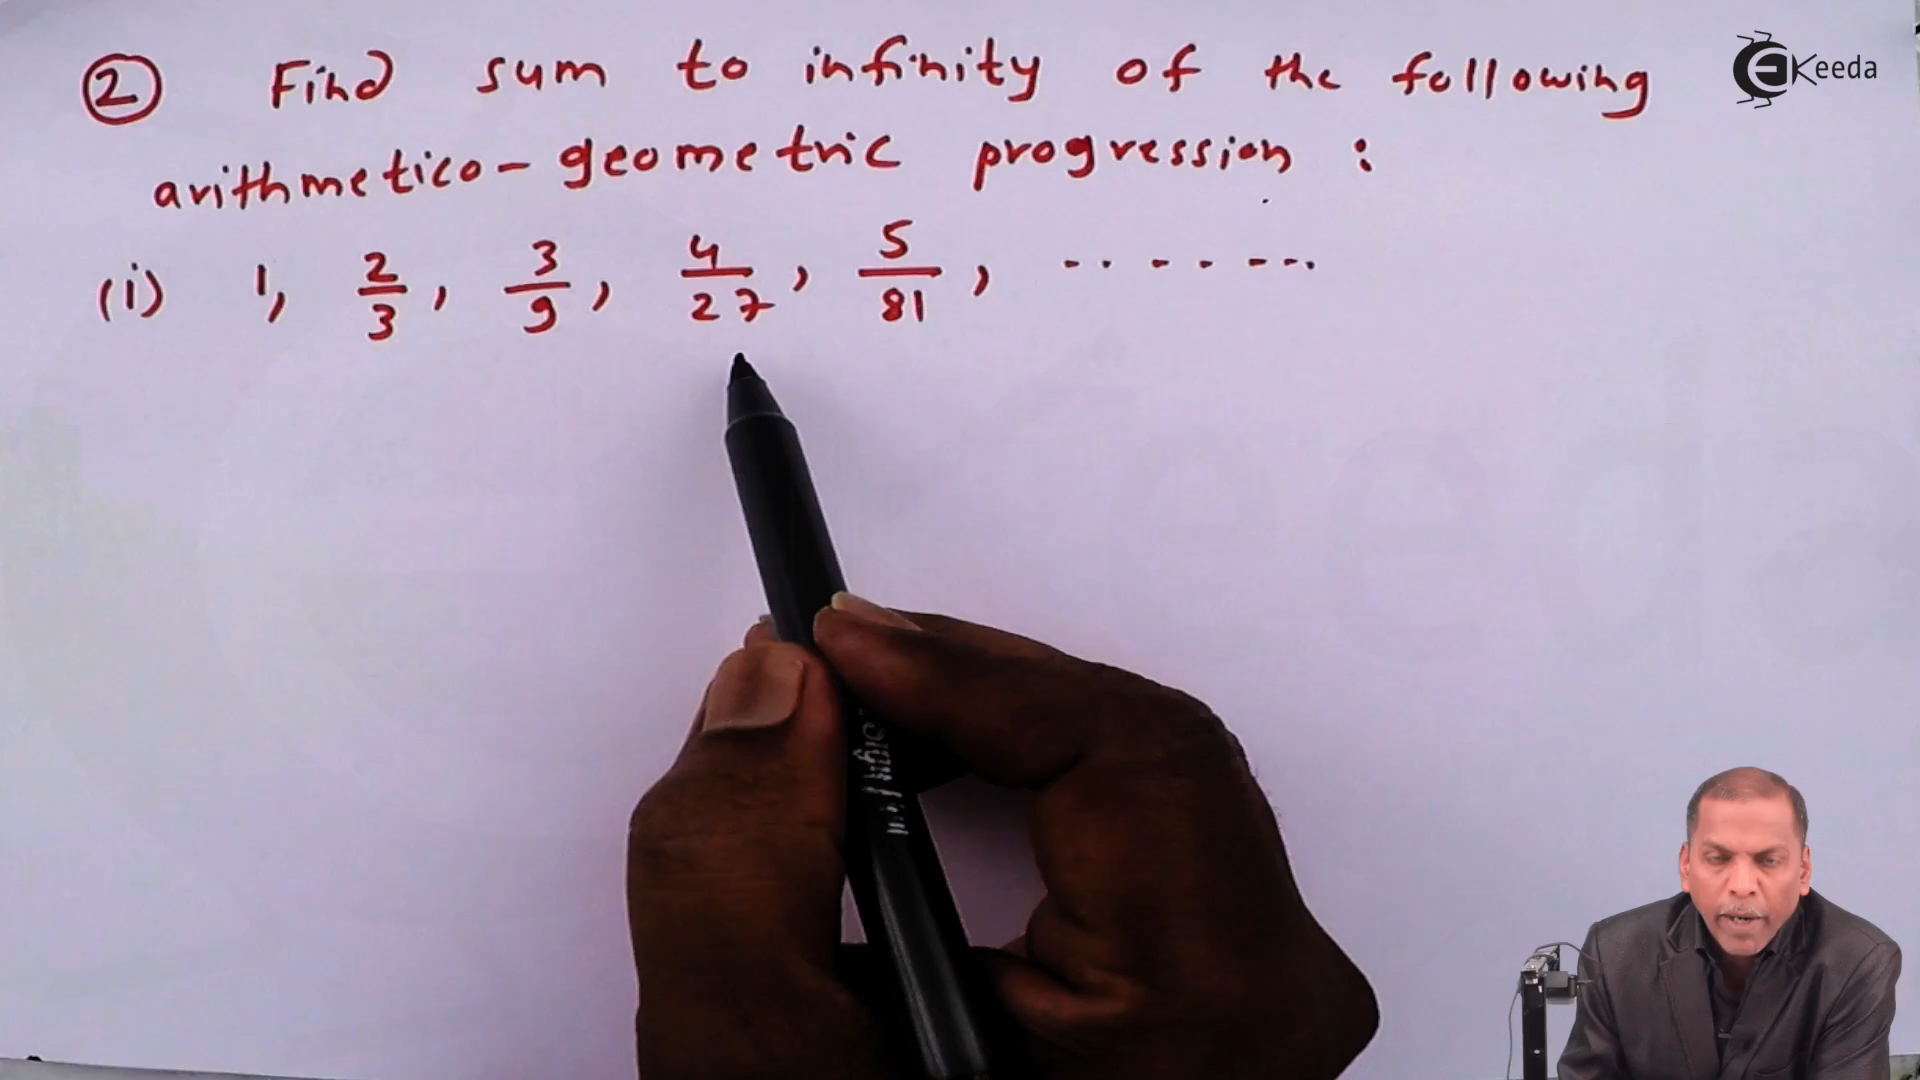 ② Find sum to infinity of the following
arithmetico-geometric progression :
(i) 1, 2/3, 3/9, 4/27, 5/81, .......
Keeda